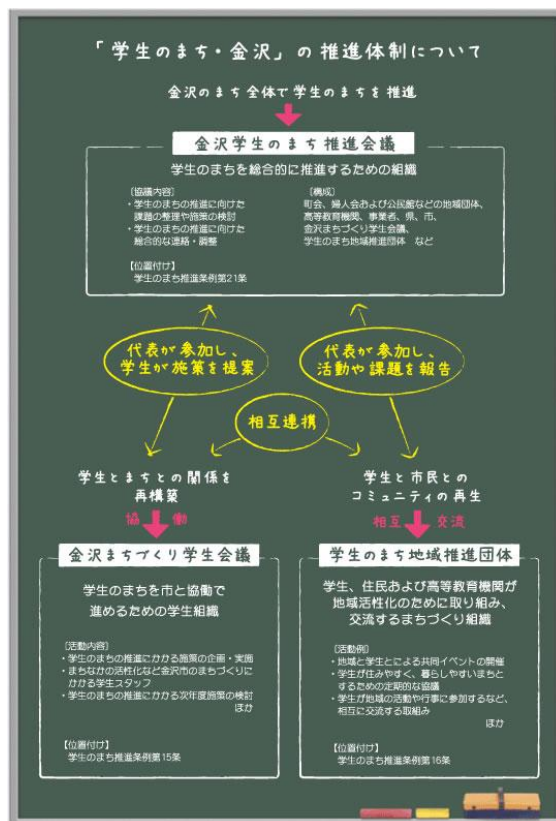 「学生のまち・金沢」の推進体制について
金沢のまち全体で学生のまちを推進
金沢学生のまち推進会議
学生のまちを総合的に推進するための組織
〔協議内容〕
・学生のまちの推進に向けた
課題の整理や施策の検討
・学生のまちの推進に向けた
総合的な連絡・調整
【位置付け】
学生のまち推進条例第21条
〔構成〕
町会、婦人会および公民館などの地域団体、
高等教育機関、事業者、県、市、
金沢まちづくり学生会議、
学生のまち地域推進団体 など
代表が参加し、
学生が施策を提案
代表が参加し、
活動や課題を報告
相互連携
学生とまちとの関係を
再構築
協 働
金沢まちづくり学生会議
学生のまちを市と協働で
進めるための学生組織
〔活動内容〕
・学生のまちの推進にかかる施策の企画・実施
・まちなかの活性化など金沢市のまちづくりに
かかる学生スタッフ
・学生のまちの推進にかかる次年度施策の検討
ほか
【位置付け】
学生のまち推進条例第15条
学生と市民との
コミュニティの再生
相互 交流
学生のまち地域推進団体
学生、住民および高等教育機関が
地域活性化のために取り組み、
交流するまちづくり組織
〔活動例〕
・地域と学生とによる共同イベントの開催
・学生が住みやすく、暮らしやすいまちと
するための定期的な協議
・学生が地域の活動や行事に参加するなど、
相互に交流する取組み
ほか
【位置付け】
学生のまち推進条例第16条